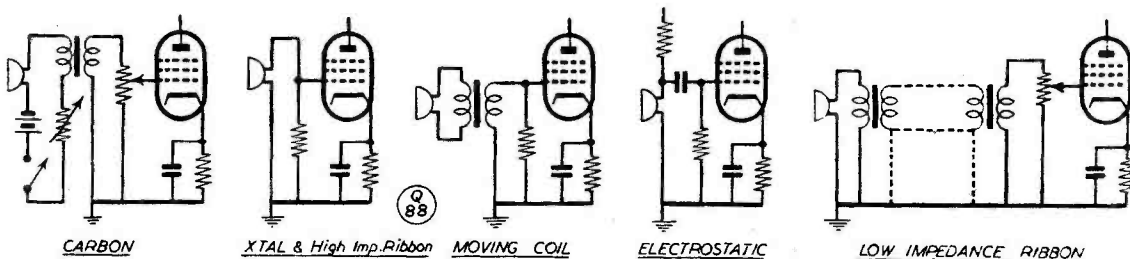 Q
88
CARBON
XTAL & High Imp. Ribbon
MOVING COIL
ELECTROSTATIC
LOW IMPEDANCE RIBBON